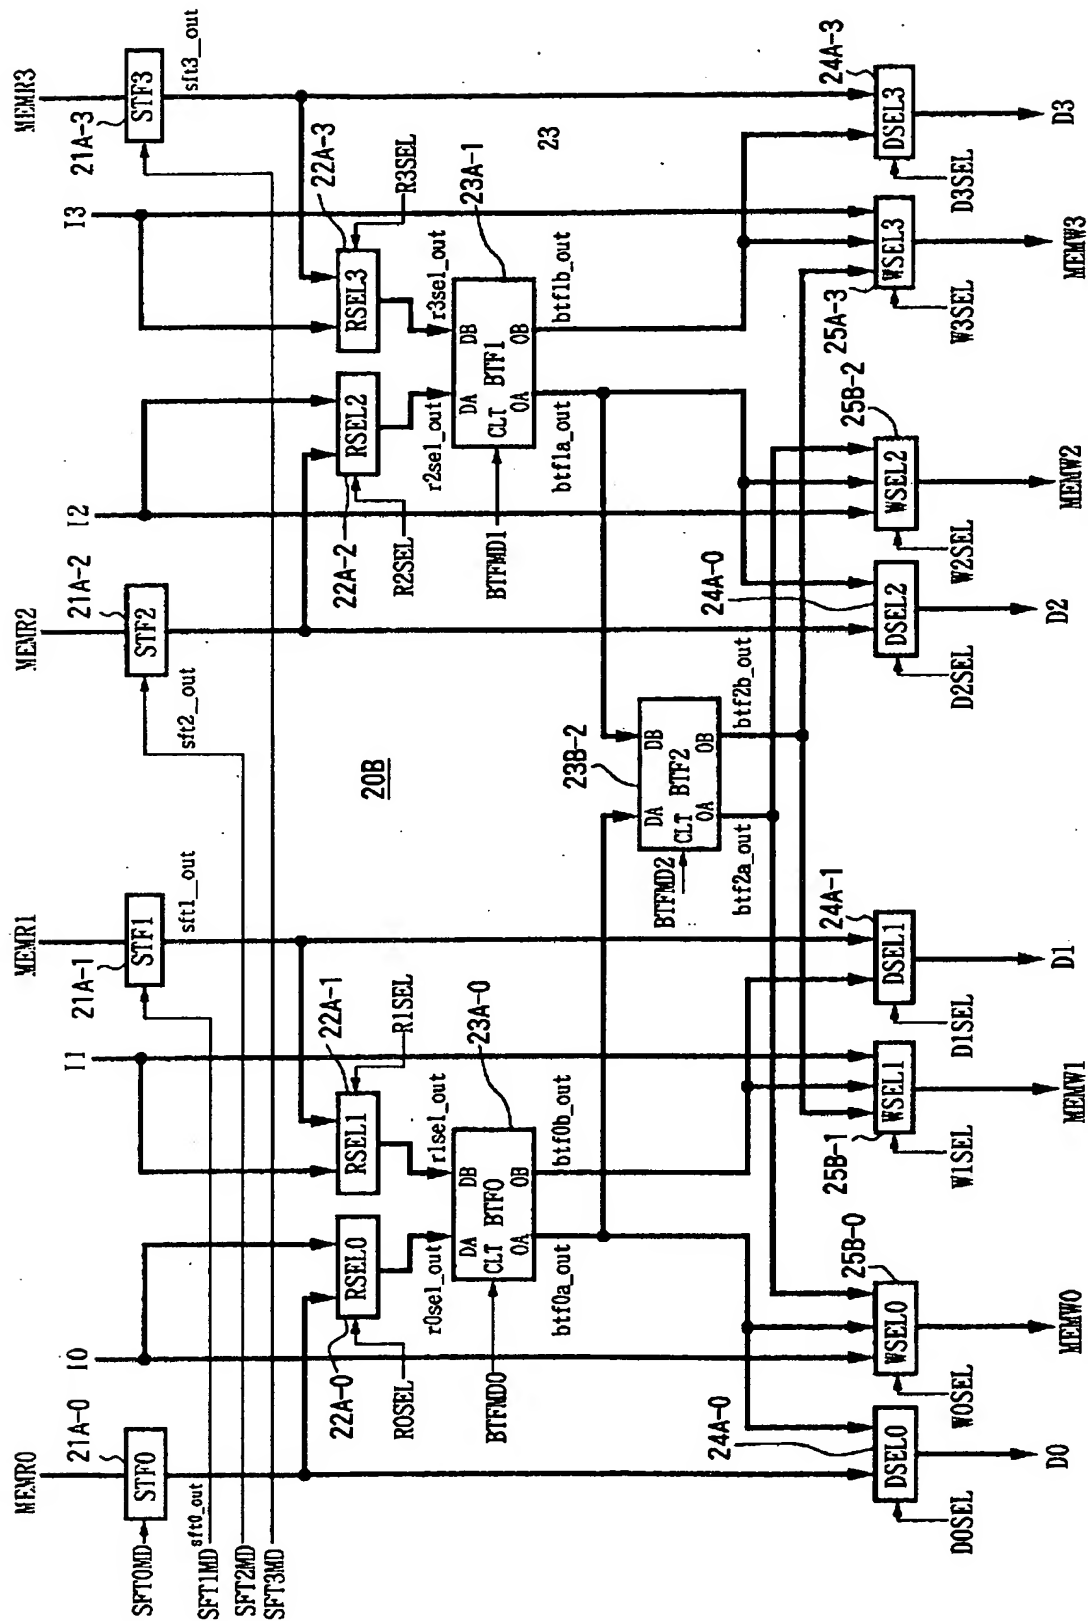 MEMR0
I0
I1
MEMR1
MEMR2
I2
I3
MEMR3
21A-0
21A-1
21A-2
21A-3
SFT0MD
STF0
STF1
STF2
STF3
SFT1MD
sft0_out
sft1_out
sft2_out
sft3_out
SFT2MD
SFT3MD
20B
22A-0
RSEL0
RSEL1
22A-1
22A-2
RSEL2
RSEL3
22A-3
R0SEL
R1SEL
R2SEL
R3SEL
r0sel_out
r1sel_out
r2sel_out
r3sel_out
BTFMD0
DA
DB
CLT
BTF0
OA
OB
23A-0
BTFMD1
DA
DB
CLT
BTF1
OA
OB
23A-1
23
btf0a_out
btf0b_out
btf1a_out
btf1b_out
23B-2
BTFMD2
DA
DB
CLT
BTF2
OA
OB
btf2a_out
btf2b_out
24A-0
25B-0
25B-1
24A-1
24A-0
25B-2
25A-3
24A-3
DSEL0
WSEL0
WSEL1
DSEL1
DSEL2
WSEL2
WSEL3
DSEL3
D0SEL
W0SEL
W1SEL
D1SEL
D2SEL
W2SEL
W3SEL
D3SEL
D0
MEMW0
MEMW1
D1
D2
MEMW2
MEMW3
D3